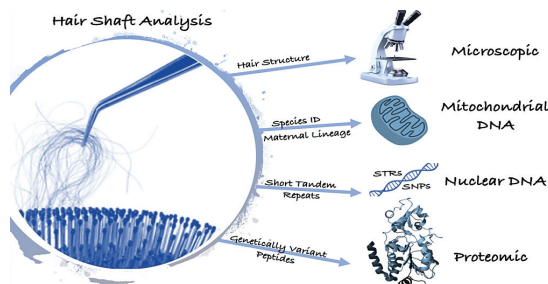 Hair Shaft Analysis
Hair Structure
Microscopic
Species ID
Maternal Lineage
Mitochondrial
DNA
Short Tandem
Repeats
STRs
SNPs
Nuclear DNA
Genetically Variant
Peptides
Proteomic